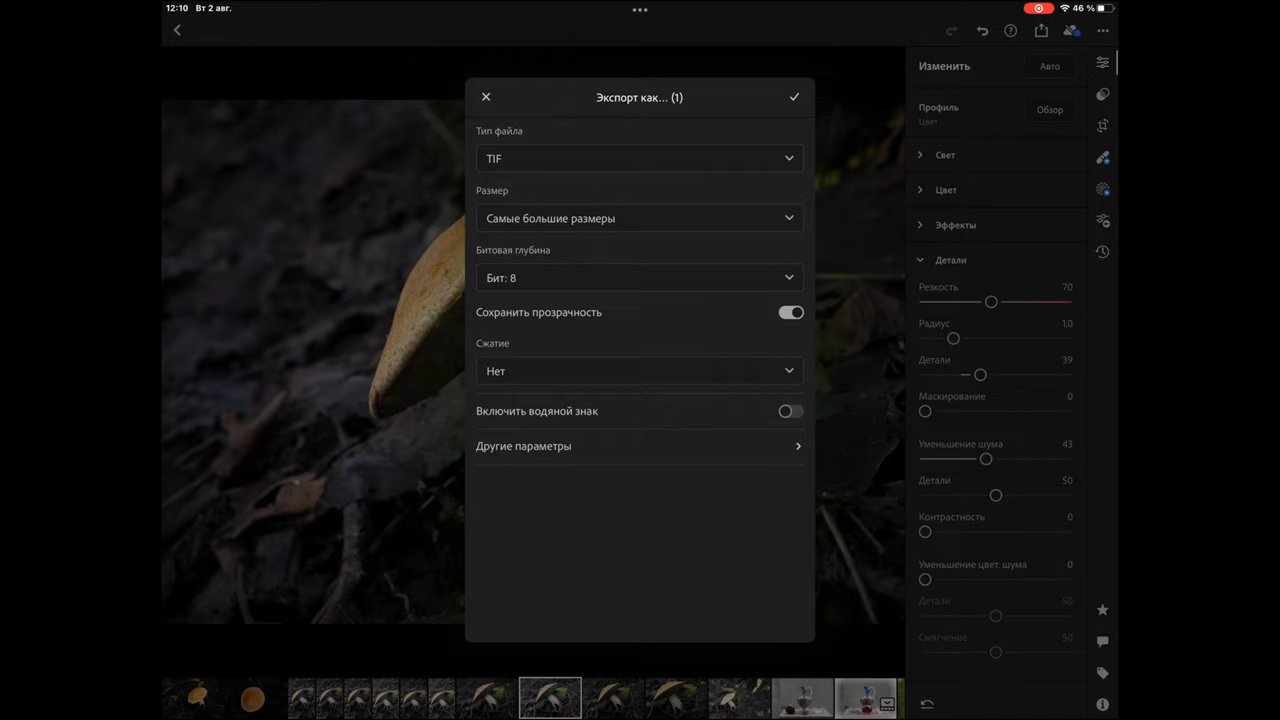 12:10 Вт 2 авг.
46 %
Изменить
Авто
Профиль
Цвет
Обзор
Свет
Цвет
Эффекты
Детали
Резкость 70
Радиус 1,0
Детали 39
Маскирование 0
Уменьшение шума 43
Детали 50
Контрастность 0
Уменьшение цвет. шума 0
Детали 50
Смягчение 50
Экспорт как... (1)
Тип файла
TIF
Размер
Самые большие размеры
Битовая глубина
Бит: 8
Сохранить прозрачность
Сжатие
Нет
Включить водяной знак
Другие параметры